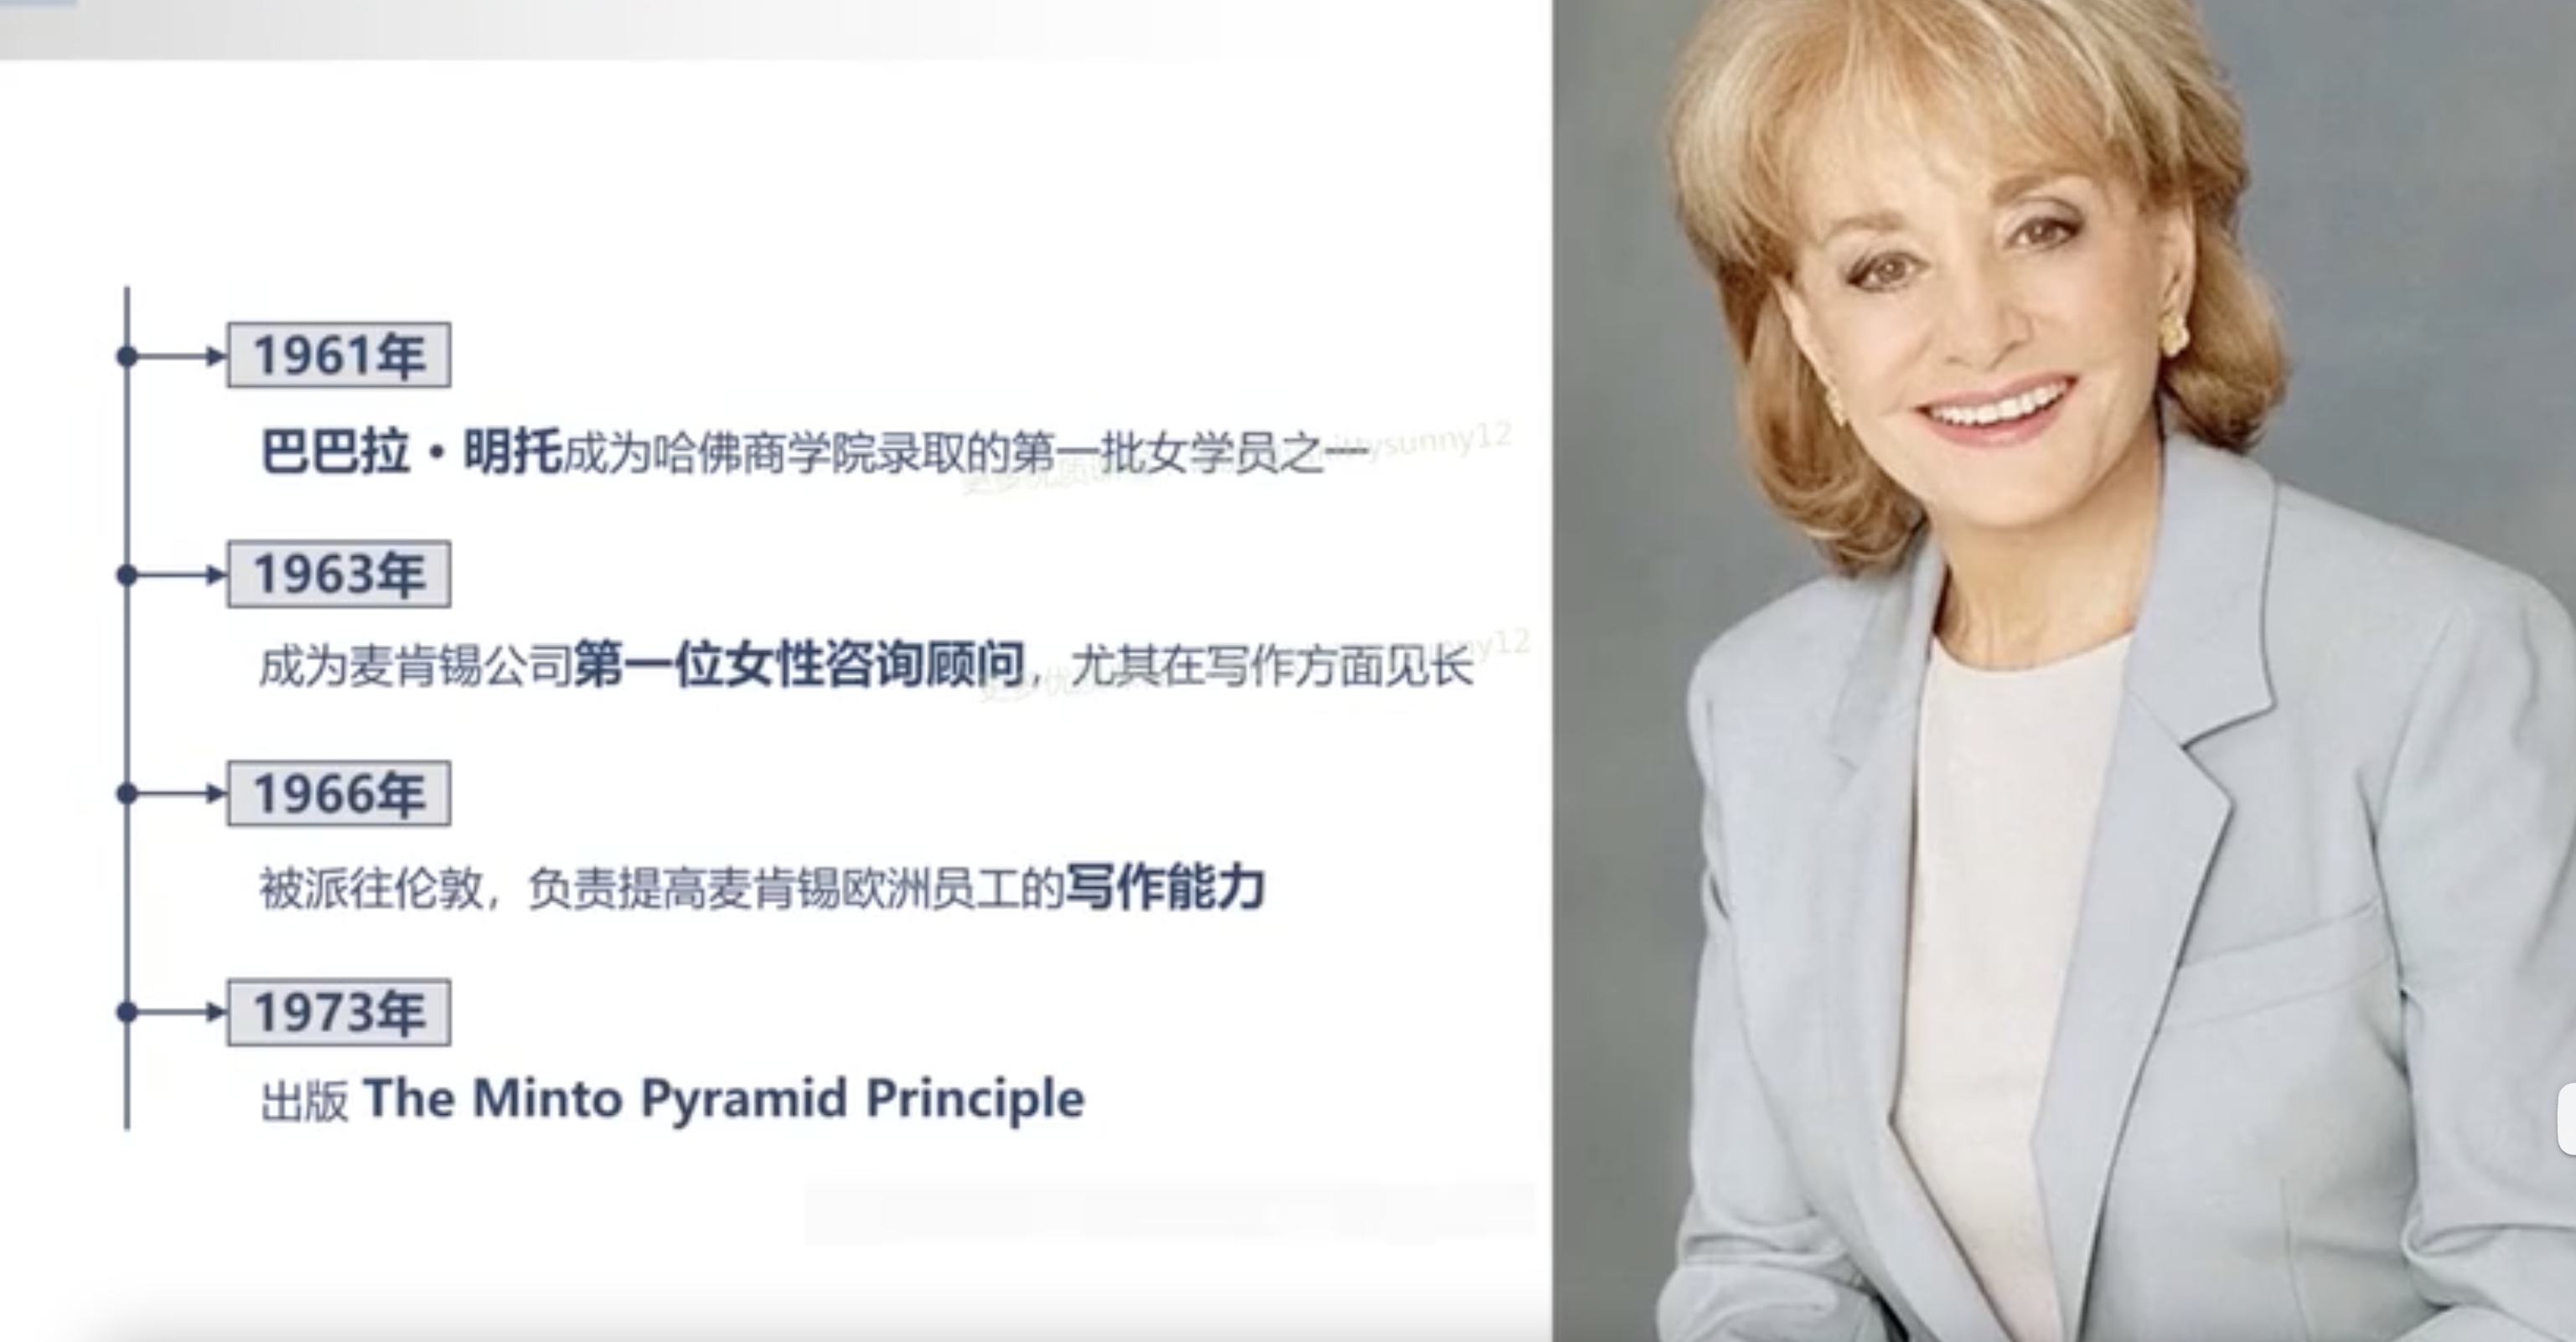 1961年
巴巴拉·明托成为哈佛商学院录取的第一批女学员之一
1963年
成为麦肯锡公司第一位女性咨询顾问，尤其在写作方面见长
1966年
被派往伦敦，负责提高麦肯锡欧洲员工的写作能力
1973年
出版 The Minto Pyramid Principle